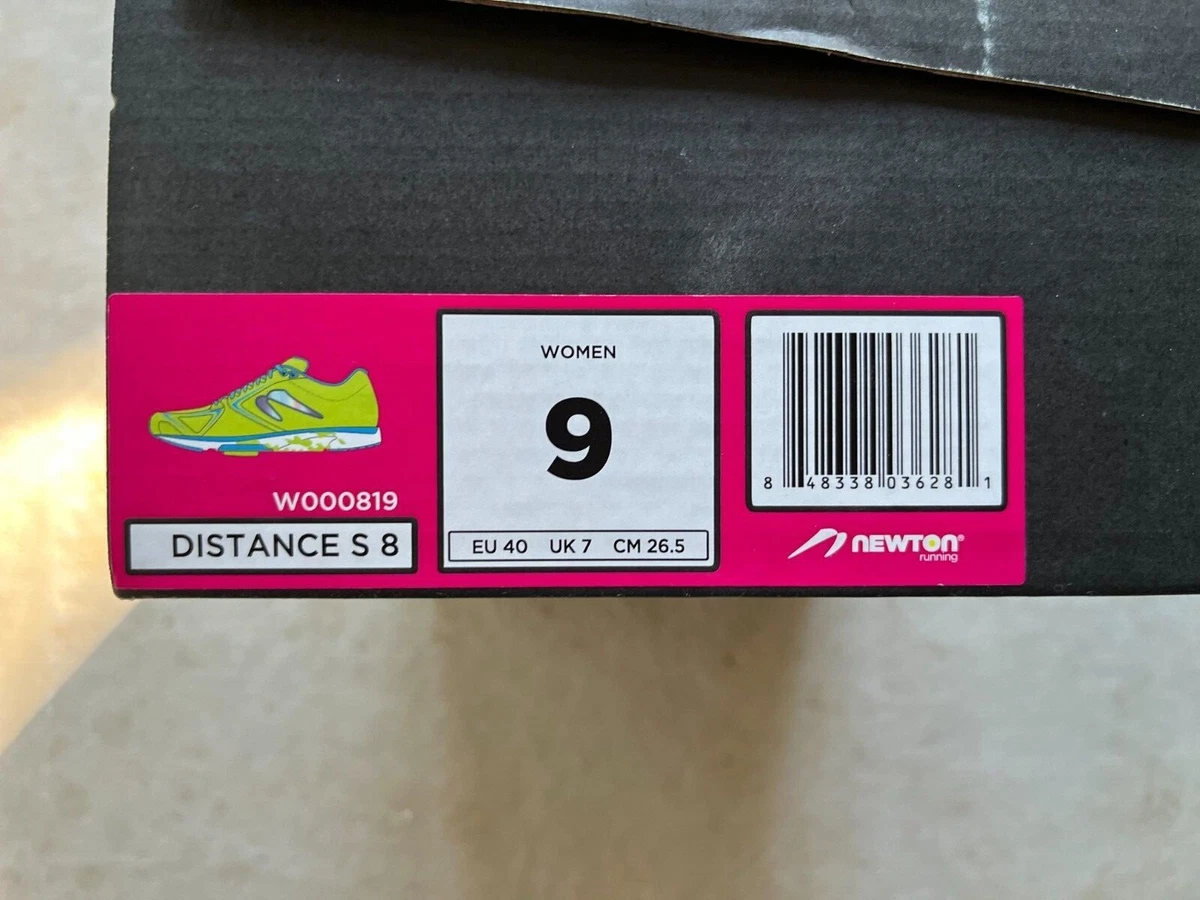 W000819
DISTANCE S 8
WOMEN
9
EU 40 UK 7 CM 26.5
8 48338 03628 1
NEWTON®
running